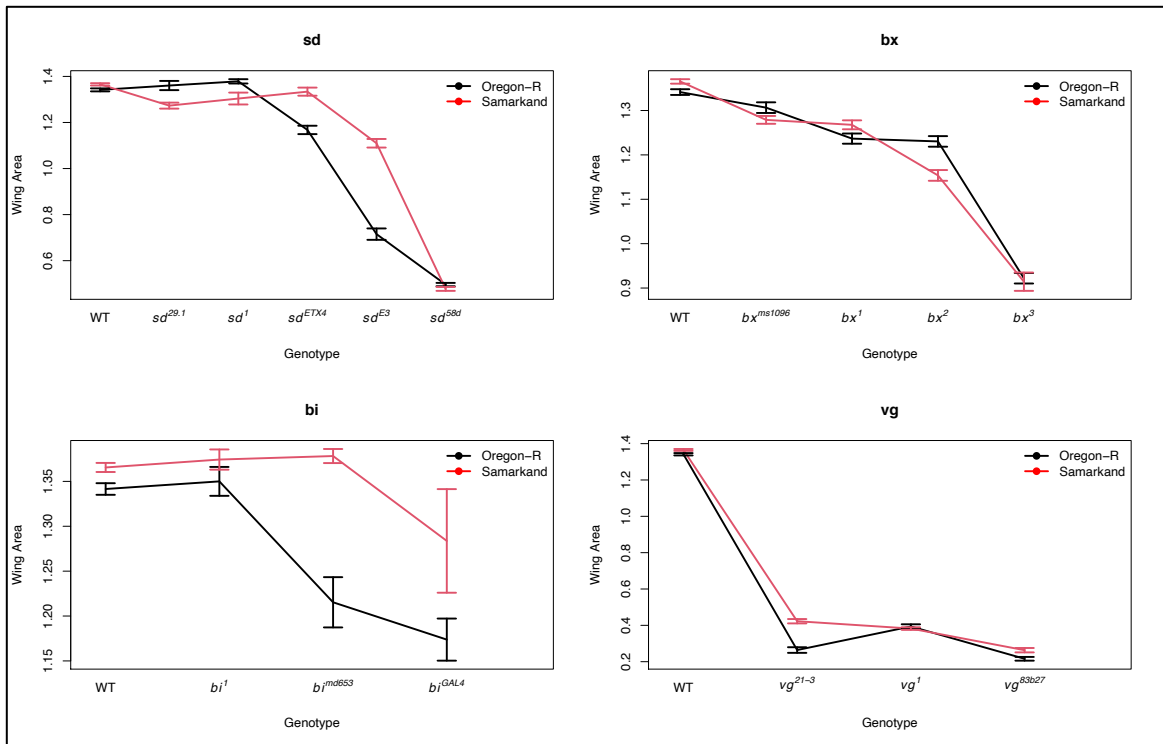 sd
Wing Area
1.4
1.2
1.0
0.8
0.6
Oregon−R
Samarkand
WT sd29.1 sd1 sdETX4 sdE3 sd58d
Genotype
bx
Wing Area
1.3
1.2
1.1
1.0
0.9
Oregon−R
Samarkand
WT bxms1096 bx1 bx2 bx3
Genotype
bi
Wing Area
1.35
1.30
1.25
1.20
1.15
Oregon−R
Samarkand
WT bi1 bimd653 biGAL4
Genotype
vg
Wing Area
1.4
1.2
1.0
0.8
0.6
0.4
0.2
Oregon−R
Samarkand
WT vg21−3 vg1 vg83b27
Genotype